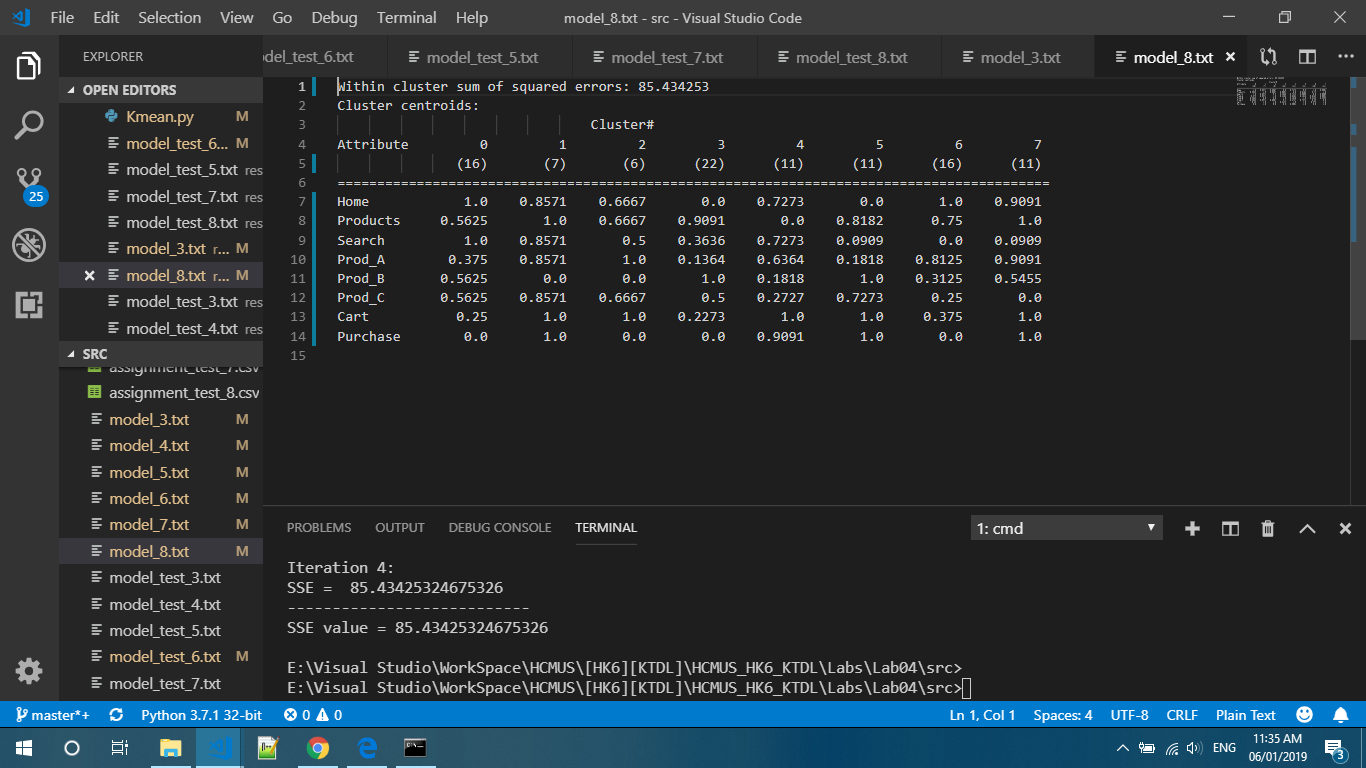 File Edit Selection View Go Debug Terminal Help model_8.txt - src - Visual Studio Code
EXPLORER
OPEN EDITORS
Kmean.py M
model_test_6... M
model_test_5.txt res
model_test_7.txt res
model_test_8.txt res
model_3.txt r... M
model_8.txt r... M
model_test_3.txt res
model_test_4.txt res
SRC
assignment_test_7.csv
assignment_test_8.csv
model_3.txt M
model_4.txt M
model_5.txt M
model_6.txt M
model_7.txt M
model_8.txt M
model_test_3.txt
model_test_4.txt
model_test_5.txt
model_test_6.txt M
model_test_7.txt
25
del_test_6.txt model_test_5.txt model_test_7.txt model_test_8.txt model_3.txt model_8.txt
1 Within cluster sum of squared errors: 85.434253
2 Cluster centroids:
3 Cluster#
4 Attribute 0 1 2 3 4 5 6 7
5 (16) (7) (6) (22) (11) (11) (16) (11)
6 ==========================================================================================
7 Home 1.0 0.8571 0.6667 0.0 0.7273 0.0 1.0 0.9091
8 Products 0.5625 1.0 0.6667 0.9091 0.0 0.8182 0.75 1.0
9 Search 1.0 0.8571 0.5 0.3636 0.7273 0.0909 0.0 0.0909
10 Prod_A 0.375 0.8571 1.0 0.1364 0.6364 0.1818 0.8125 0.9091
11 Prod_B 0.5625 0.0 0.0 1.0 0.1818 1.0 0.3125 0.5455
12 Prod_C 0.5625 0.8571 0.6667 0.5 0.2727 0.7273 0.25 0.0
13 Cart 0.25 1.0 1.0 0.2273 1.0 1.0 0.375 1.0
14 Purchase 0.0 1.0 0.0 0.0 0.9091 1.0 0.0 1.0
15
PROBLEMS OUTPUT DEBUG CONSOLE TERMINAL 1: cmd
Iteration 4:
SSE =  85.43425324675326
---------------------------
SSE value = 85.43425324675326
E:\Visual Studio\WorkSpace\HCMUS\[HK6][KTDL]\HCMUS_HK6_KTDL\Labs\Lab04\src>
E:\Visual Studio\WorkSpace\HCMUS\[HK6][KTDL]\HCMUS_HK6_KTDL\Labs\Lab04\src>
master*+ Python 3.7.1 32-bit 0 0 Ln 1, Col 1 Spaces: 4 UTF-8 CRLF Plain Text
ENG 11:35 AM
06/01/2019 3